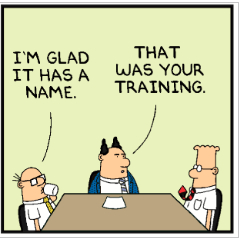 I'M GLAD
IT HAS A
NAME.
THAT
WAS YOUR
TRAINING.